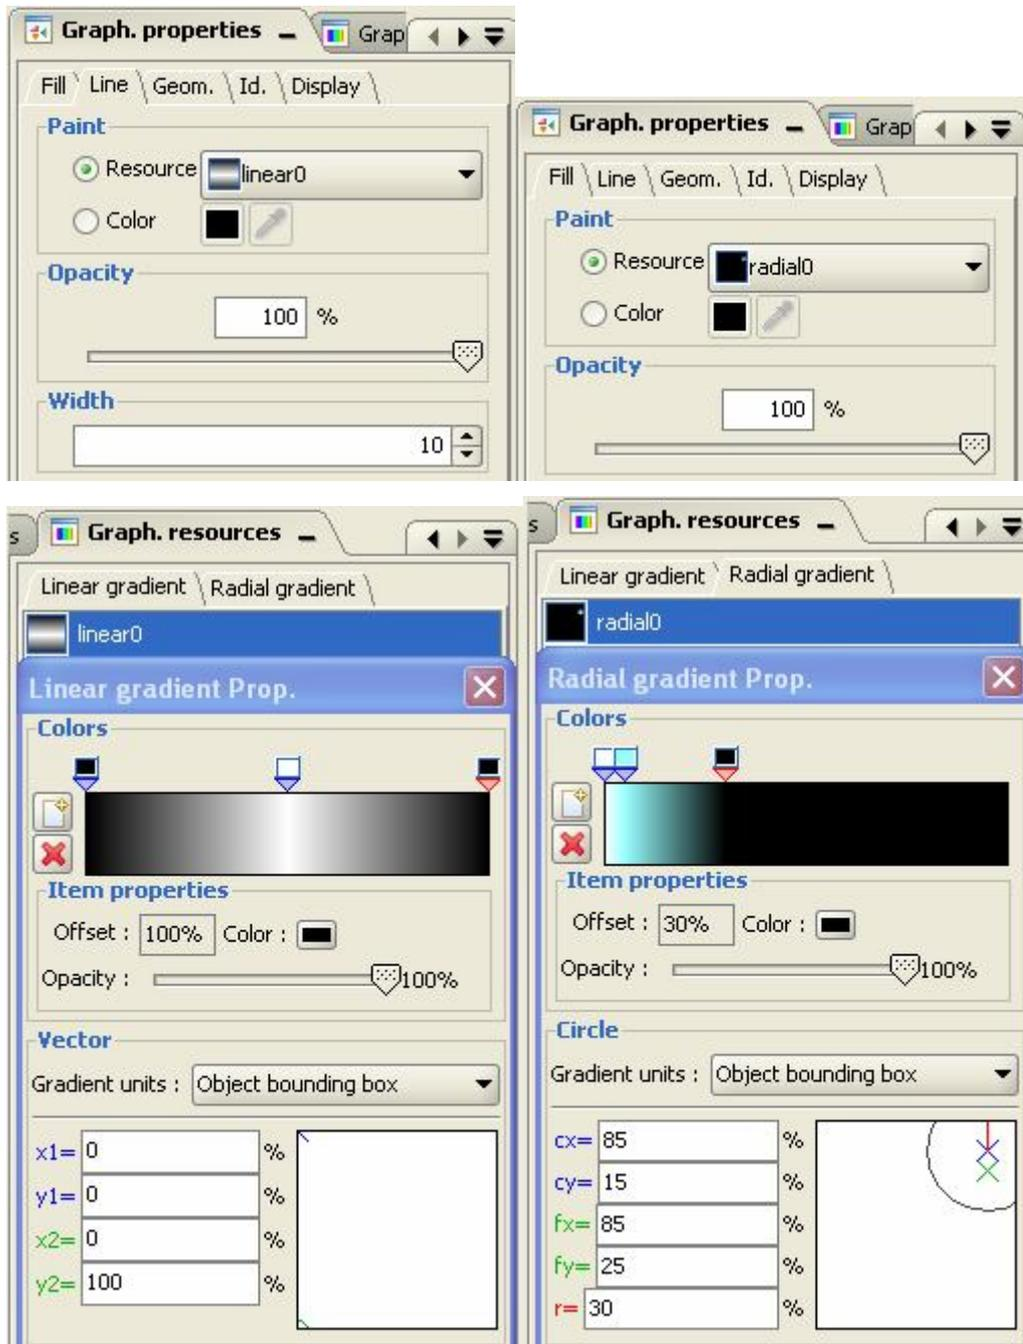 Graph. properties
Grap
Fill Line Geom. Id. Display
Paint
Resource linear0
Color
Opacity
100 %
Width
10
Graph. properties
Grap
Fill Line Geom. Id. Display
Paint
Resource radial0
Color
Opacity
100 %
s Graph. resources
Linear gradient Radial gradient
linear0
Linear gradient Prop.
Colors
Item properties
Offset : 100% Color :
Opacity : 100%
Vector
Gradient units : Object bounding box
x1= 0 %
y1= 0 %
x2= 0 %
y2= 100 %
s Graph. resources
Linear gradient Radial gradient
radial0
Radial gradient Prop.
Colors
Item properties
Offset : 30% Color :
Opacity : 100%
Circle
Gradient units : Object bounding box
cx= 85 %
cy= 15 %
fx= 85 %
fy= 25 %
r= 30 %